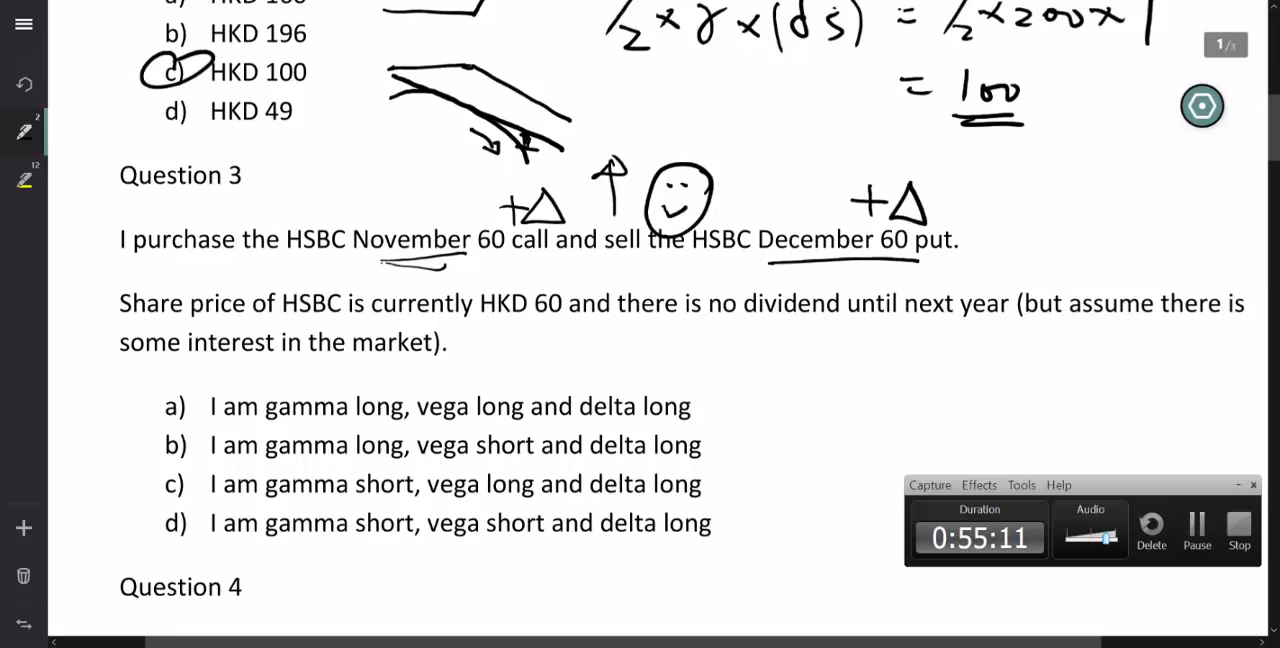 b) HKD 196
c) HKD 100
d) HKD 49
½ × γ × (ds) = ½ × 200 × 1
= 100
1/3
2
12
Question 3
+Δ
+Δ
I purchase the HSBC November 60 call and sell the HSBC December 60 put.
Share price of HSBC is currently HKD 60 and there is no dividend until next year (but assume there is
some interest in the market).
a) I am gamma long, vega long and delta long
b) I am gamma long, vega short and delta long
c) I am gamma short, vega long and delta long
d) I am gamma short, vega short and delta long
Capture Effects Tools Help
Duration
Audio
0:55:11
Delete Pause Stop
Question 4